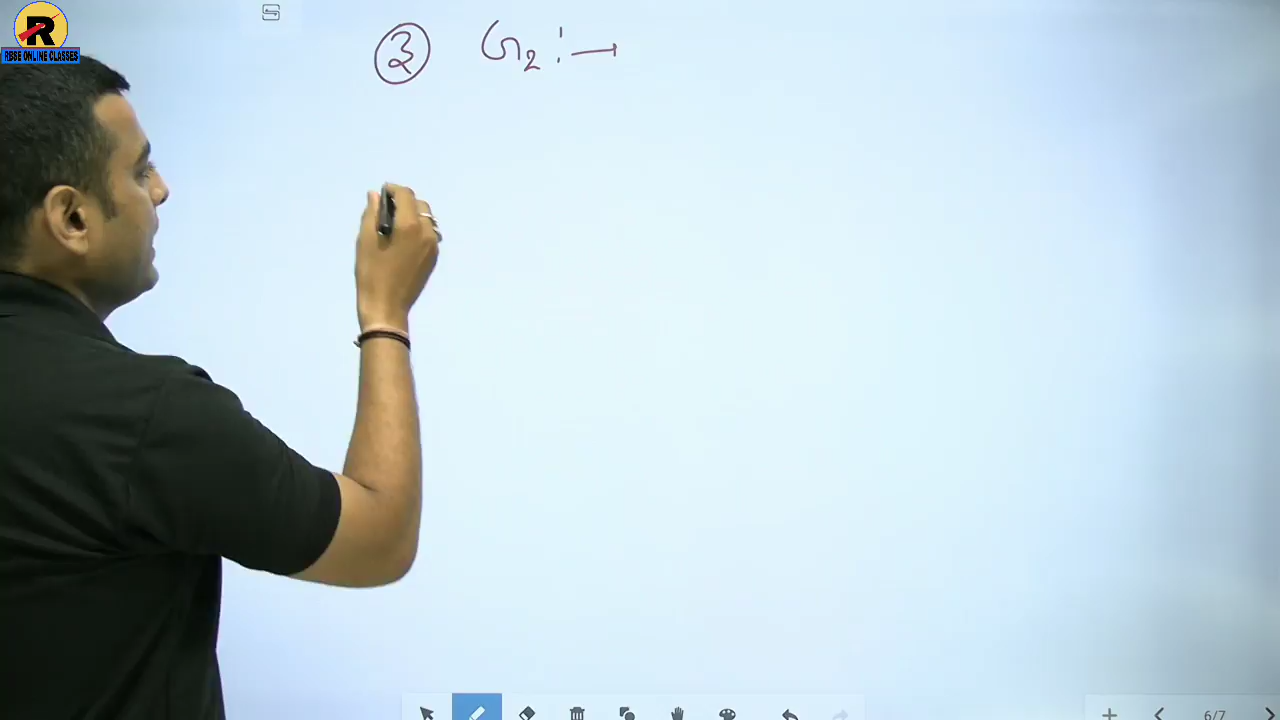 ③ G₂ :→
R
RBSE ONLINE CLASSES
6/7